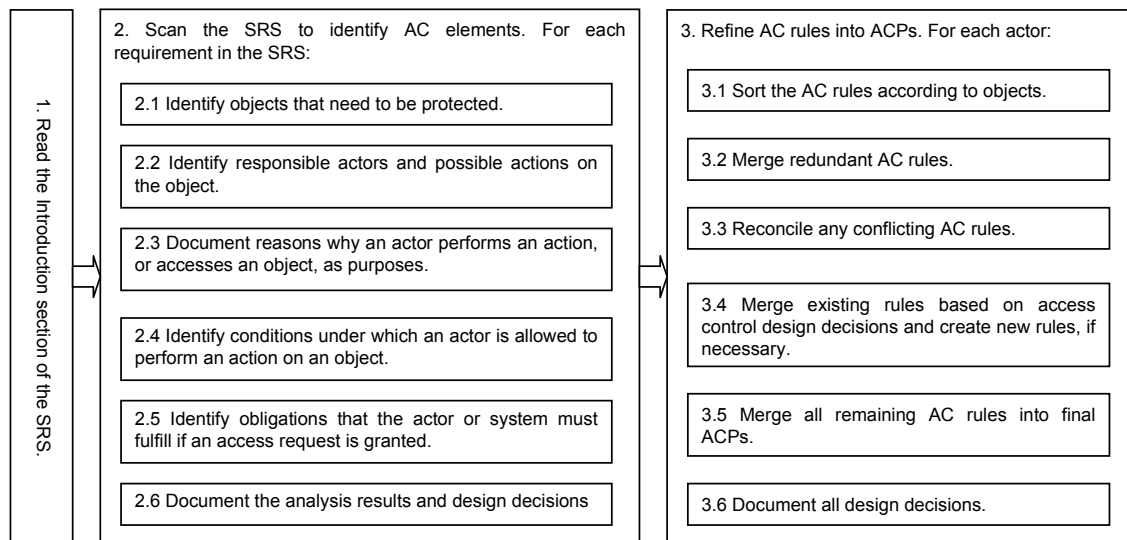 1. Read the Introduction section of the SRS.
2. Scan the SRS to identify AC elements. For each
requirement in the SRS:
2.1 Identify objects that need to be protected.
2.2 Identify responsible actors and possible actions on
the object.
2.3 Document reasons why an actor performs an action,
or accesses an object, as purposes.
2.4 Identify conditions under which an actor is allowed to
perform an action on an object.
2.5 Identify obligations that the actor or system must
fulfill if an access request is granted.
2.6 Document the analysis results and design decisions
3. Refine AC rules into ACPs. For each actor:
3.1 Sort the AC rules according to objects.
3.2 Merge redundant AC rules.
3.3 Reconcile any conflicting AC rules.
3.4 Merge existing rules based on access
control design decisions and create new rules, if
necessary.
3.5 Merge all remaining AC rules into final
ACPs.
3.6 Document all design decisions.